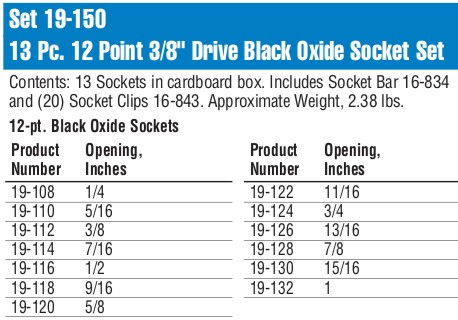 Set 19-150
13 Pc. 12 Point 3/8" Drive Black Oxide Socket Set
Contents: 13 Sockets in cardboard box. Includes Socket Bar 16-834
and (20) Socket Clips 16-843. Approximate Weight, 2.38 lbs.
12-pt. Black Oxide Sockets
Product Opening,
Number Inches
19-108 1/4
19-110 5/16
19-112 3/8
19-114 7/16
19-116 1/2
19-118 9/16
19-120 5/8
Product Opening,
Number Inches
19-122 11/16
19-124 3/4
19-126 13/16
19-128 7/8
19-130 15/16
19-132 1